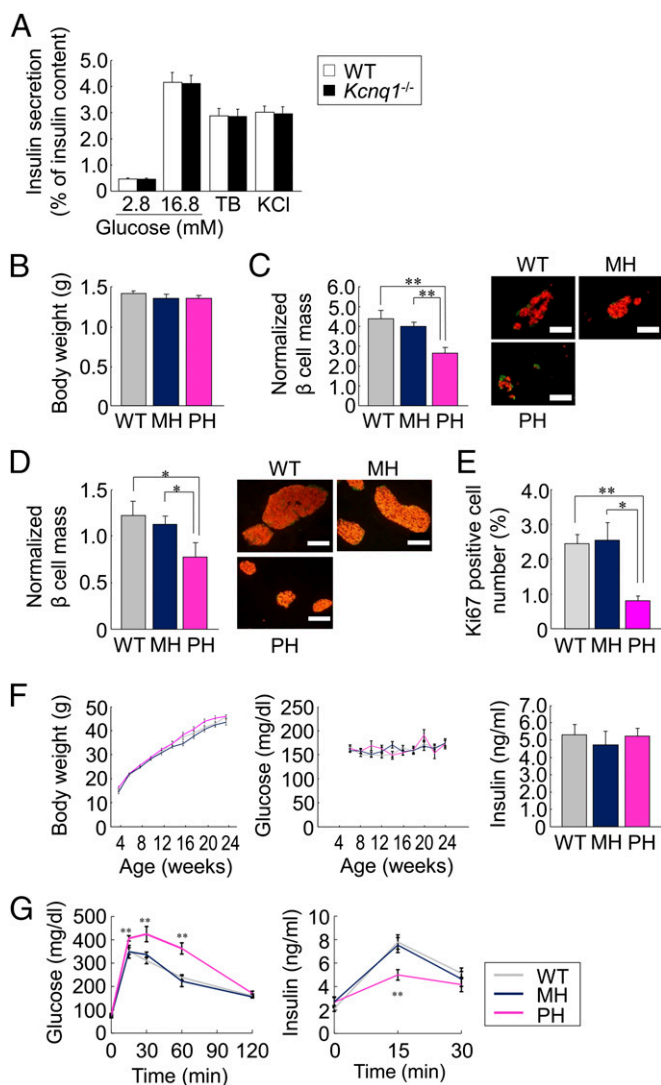 A
Insulin secretion
(% of insulin content)
5.0
4.0
3.0
2.0
1.0
0
2.8 16.8 TB KCl
Glucose (mM)
WT
Kcnq1-/-
B
Body weight (g)
1.5
1.0
0.5
0
WT MH PH
C
Normalized
β cell mass
6.0
5.0
4.0
3.0
2.0
1.0
0
**
**
WT MH PH
WT MH
PH
D
Normalized
β cell mass
1.5
1.0
0.5
0
*
*
WT MH PH
WT MH
PH
E
Ki67 positive cell
number (%)
4.0
3.0
2.0
1.0
0
**
*
WT MH PH
F
Body weight (g)
50
40
30
20
10
0
4 8 12 16 20 24
Age (weeks)
Glucose (mg/dl)
250
200
150
100
50
0
4 8 12 16 20 24
Age (weeks)
Insulin (ng/ml)
7.0
6.0
5.0
4.0
3.0
2.0
1.0
0
WT MH PH
G
Glucose (mg/dl)
500
400
300
200
100
0
** ** **
0 30 60 90 120
Time (min)
Insulin (ng/ml)
10
8
6
4
2
0
**
0 15 30
Time (min)
WT
MH
PH